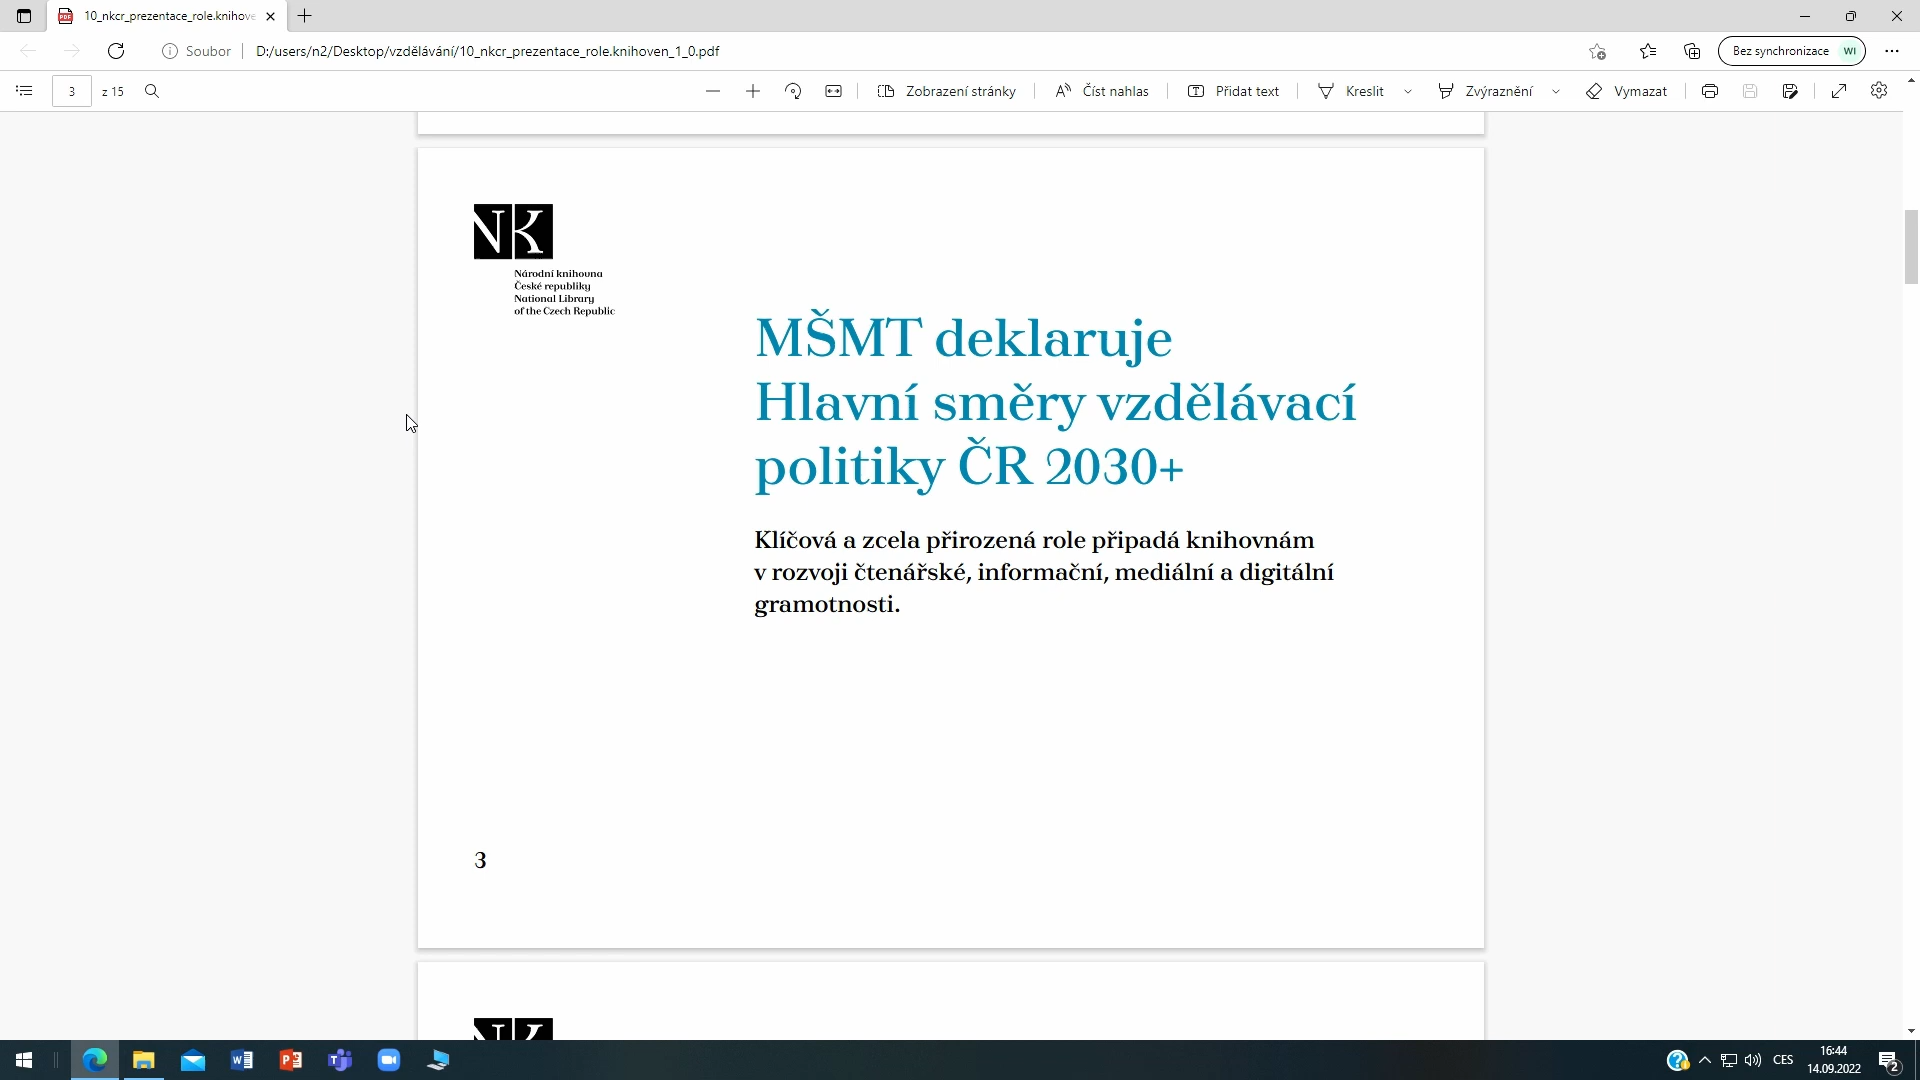 10_nkcr_prezentace_role.knihove
Soubor
D:/users/n2/Desktop/vzdělávání/10_nkcr_prezentace_role.knihoven_1_0.pdf
Bez synchronizace WI
3 z 15
Zobrazení stránky
Číst nahlas
Přidat text
Kreslit
Zvýraznění
Vymazat
NK
Národní knihovna
České republiky
National Library
of the Czech Republic
MŠMT deklaruje
Hlavní směry vzdělávací
politiky ČR 2030+
Klíčová a zcela přirozená role připadá knihovnám
v rozvoji čtenářské, informační, mediální a digitální
gramotnosti.
3
NK
CES
16:44
14.09.2022
2